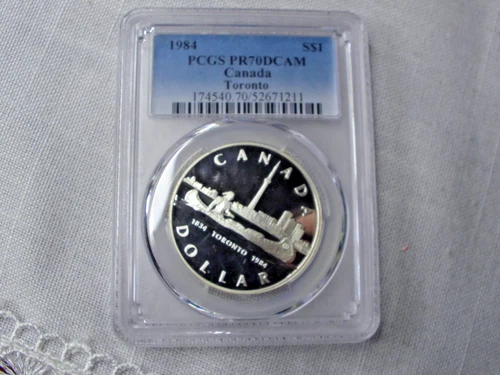 1984 S$1
PCGS PR70DCAM
Canada
Toronto
174540.70/52671211
CANADA
1834 TORONTO 1984
DOLLAR